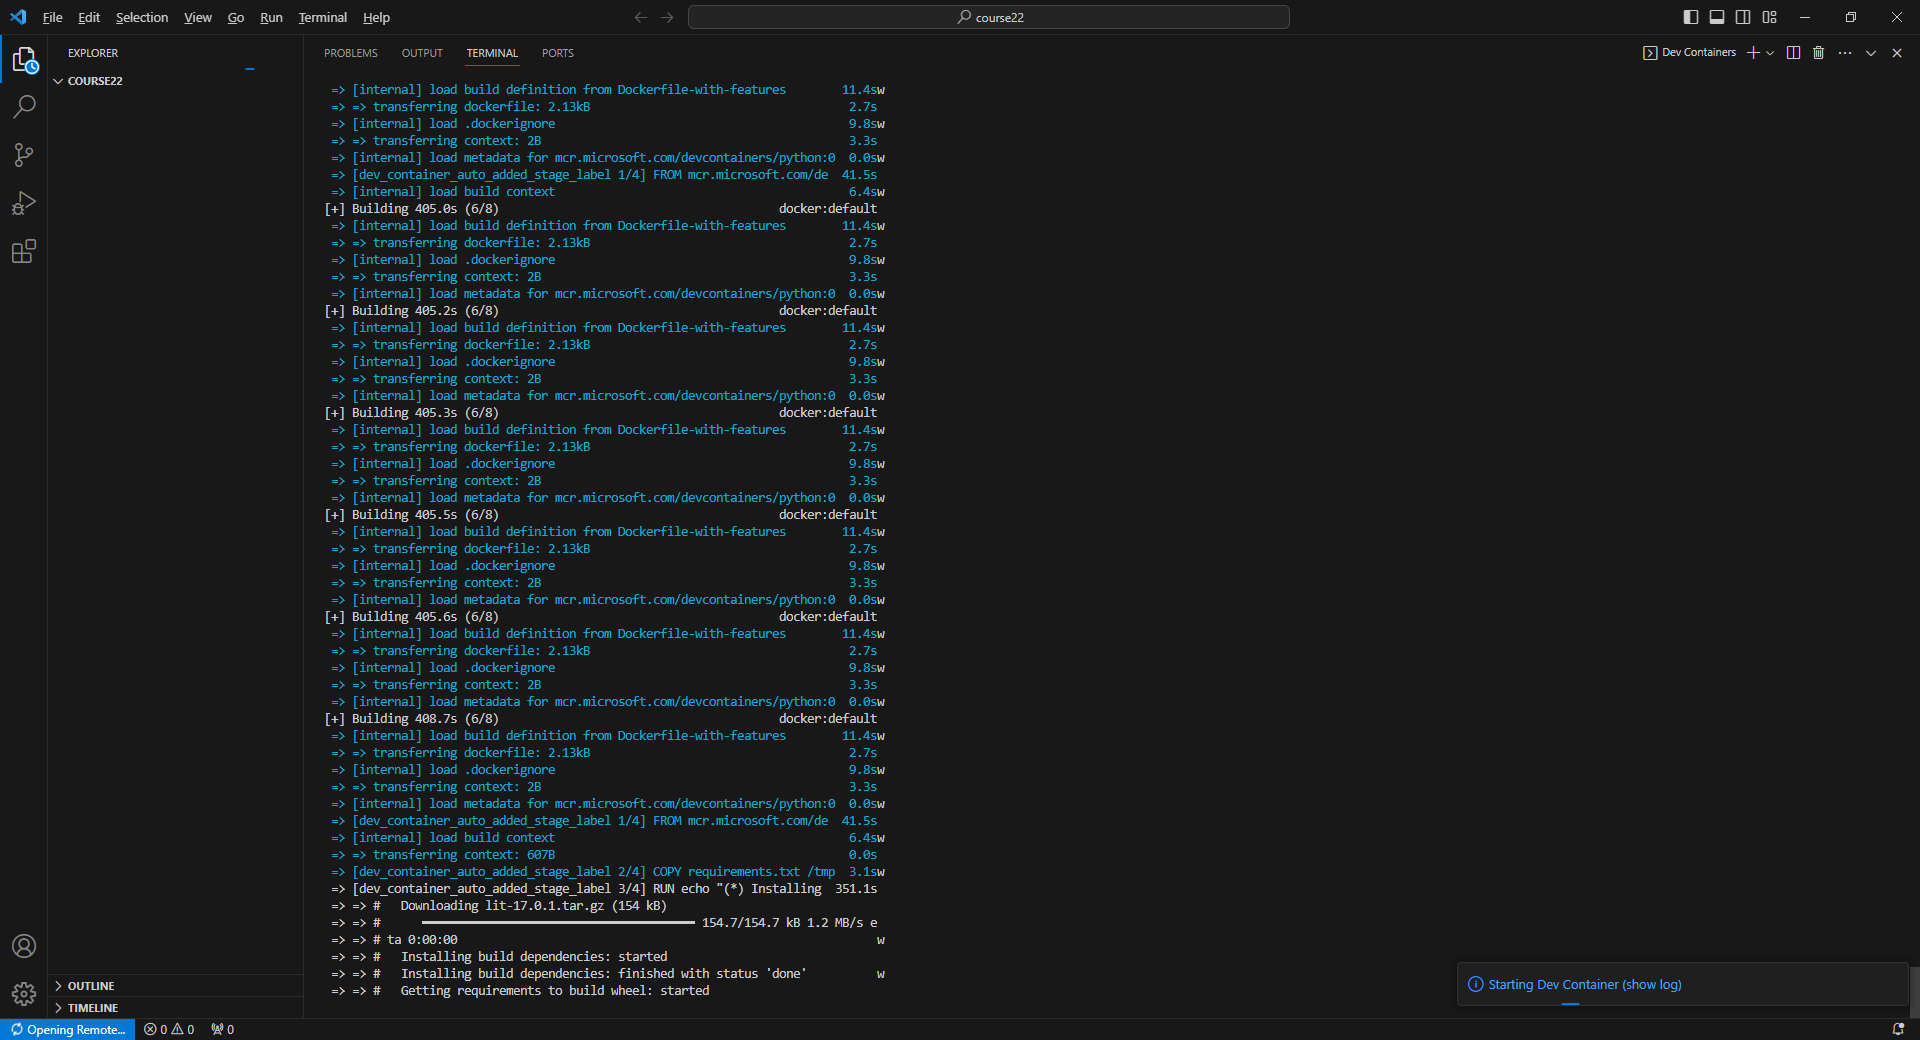 File Edit Selection View Go Run Terminal Help
course22
EXPLORER
COURSE22
PROBLEMS OUTPUT TERMINAL PORTS
Dev Containers
=> [internal] load build definition from Dockerfile-with-features 11.4sw
=> => transferring dockerfile: 2.13kB 2.7s
=> [internal] load .dockerignore 9.8sw
=> => transferring context: 2B 3.3s
=> [internal] load metadata for mcr.microsoft.com/devcontainers/python:0 0.0sw
=> [dev_container_auto_added_stage_label 1/4] FROM mcr.microsoft.com/de 41.5s
=> [internal] load build context 6.4sw
[+] Building 405.0s (6/8) docker:default
=> [internal] load build definition from Dockerfile-with-features 11.4sw
=> => transferring dockerfile: 2.13kB 2.7s
=> [internal] load .dockerignore 9.8sw
=> => transferring context: 2B 3.3s
=> [internal] load metadata for mcr.microsoft.com/devcontainers/python:0 0.0sw
[+] Building 405.2s (6/8) docker:default
=> [internal] load build definition from Dockerfile-with-features 11.4sw
=> => transferring dockerfile: 2.13kB 2.7s
=> [internal] load .dockerignore 9.8sw
=> => transferring context: 2B 3.3s
=> [internal] load metadata for mcr.microsoft.com/devcontainers/python:0 0.0sw
[+] Building 405.3s (6/8) docker:default
=> [internal] load build definition from Dockerfile-with-features 11.4sw
=> => transferring dockerfile: 2.13kB 2.7s
=> [internal] load .dockerignore 9.8sw
=> => transferring context: 2B 3.3s
=> [internal] load metadata for mcr.microsoft.com/devcontainers/python:0 0.0sw
[+] Building 405.5s (6/8) docker:default
=> [internal] load build definition from Dockerfile-with-features 11.4sw
=> => transferring dockerfile: 2.13kB 2.7s
=> [internal] load .dockerignore 9.8sw
=> => transferring context: 2B 3.3s
=> [internal] load metadata for mcr.microsoft.com/devcontainers/python:0 0.0sw
[+] Building 405.6s (6/8) docker:default
=> [internal] load build definition from Dockerfile-with-features 11.4sw
=> => transferring dockerfile: 2.13kB 2.7s
=> [internal] load .dockerignore 9.8sw
=> => transferring context: 2B 3.3s
=> [internal] load metadata for mcr.microsoft.com/devcontainers/python:0 0.0sw
[+] Building 408.7s (6/8) docker:default
=> [internal] load build definition from Dockerfile-with-features 11.4sw
=> => transferring dockerfile: 2.13kB 2.7s
=> [internal] load .dockerignore 9.8sw
=> => transferring context: 2B 3.3s
=> [internal] load metadata for mcr.microsoft.com/devcontainers/python:0 0.0sw
=> [dev_container_auto_added_stage_label 1/4] FROM mcr.microsoft.com/de 41.5s
=> [internal] load build context 6.4sw
=> => transferring context: 607B 0.0s
=> [dev_container_auto_added_stage_label 2/4] COPY requirements.txt /tmp 3.1sw
=> [dev_container_auto_added_stage_label 3/4] RUN echo "(*) Installing 351.1s
=> => # Downloading lit-17.0.1.tar.gz (154 kB)
=> => # 154.7/154.7 kB 1.2 MB/s e
=> => # ta 0:00:00 w
=> => # Installing build dependencies: started
=> => # Installing build dependencies: finished with status 'done' w
=> => # Getting requirements to build wheel: started
OUTLINE
TIMELINE
Starting Dev Container (show log)
Opening Remote... 0 0 0